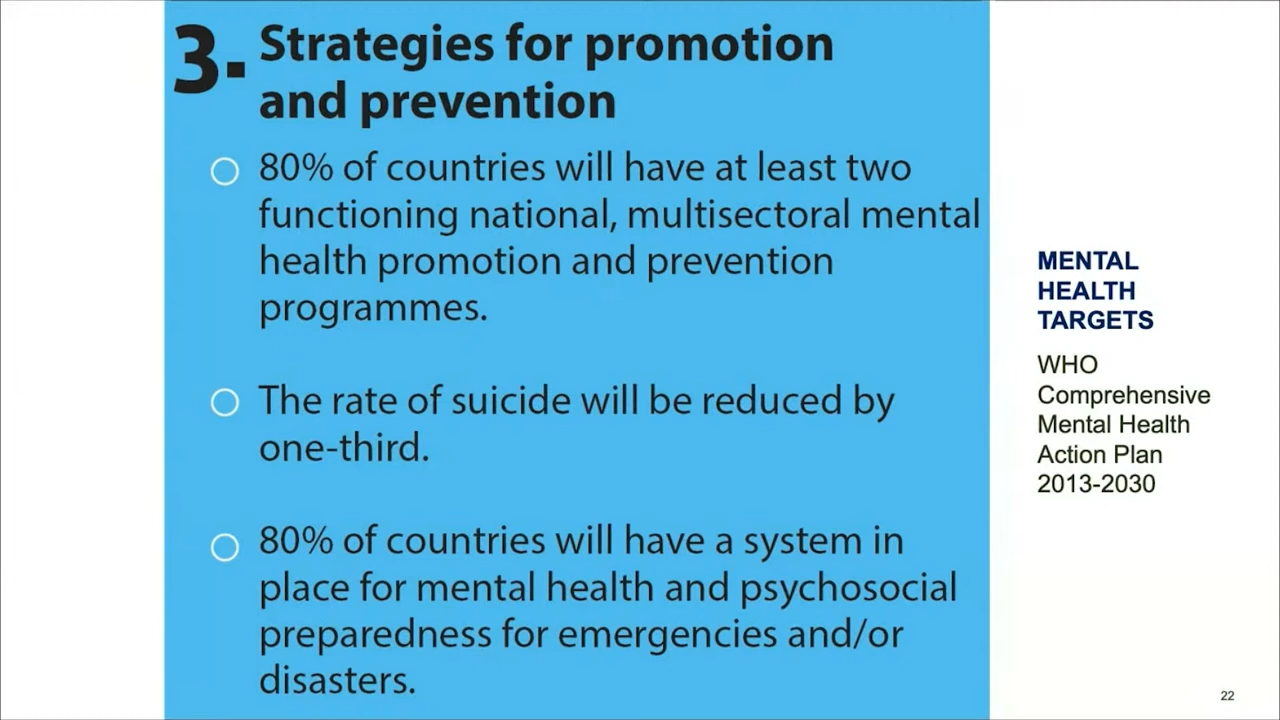 3. Strategies for promotion
and prevention
80% of countries will have at least two
functioning national, multisectoral mental
health promotion and prevention
programmes.
The rate of suicide will be reduced by
one-third.
80% of countries will have a system in
place for mental health and psychosocial
preparedness for emergencies and/or
disasters.
MENTAL
HEALTH
TARGETS
WHO
Comprehensive
Mental Health
Action Plan
2013-2030
22